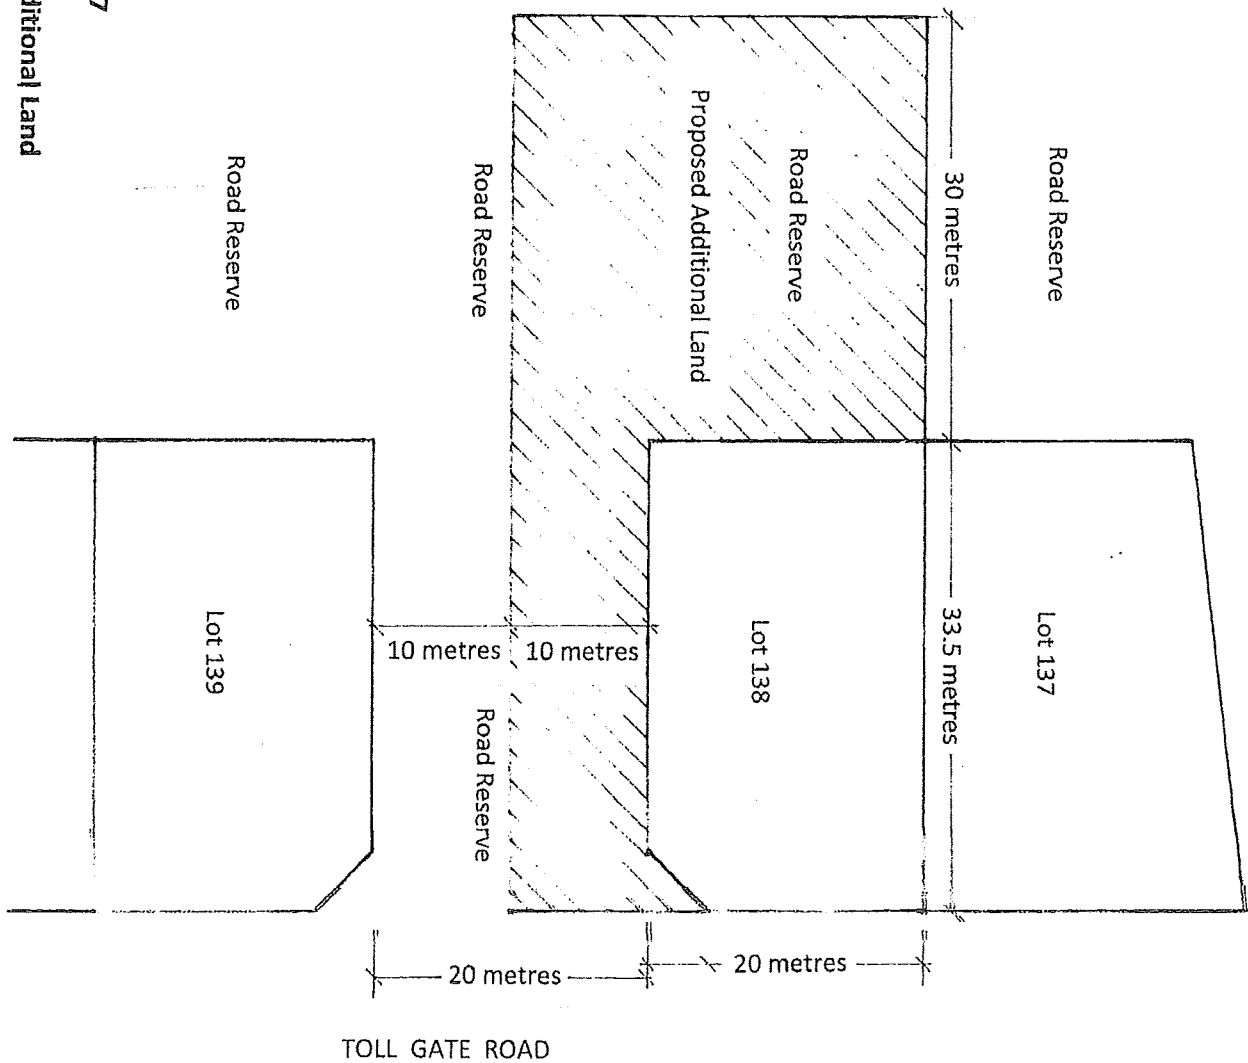 7
ditional Land
Road Reserve
30 metres
Road Reserve
Proposed Additional Land
Road Reserve
Road Reserve
Lot 137
33.5 metres
Lot 138
10 metres
10 metres
Lot 139
Road Reserve
20 metres
20 metres
TOLL GATE ROAD